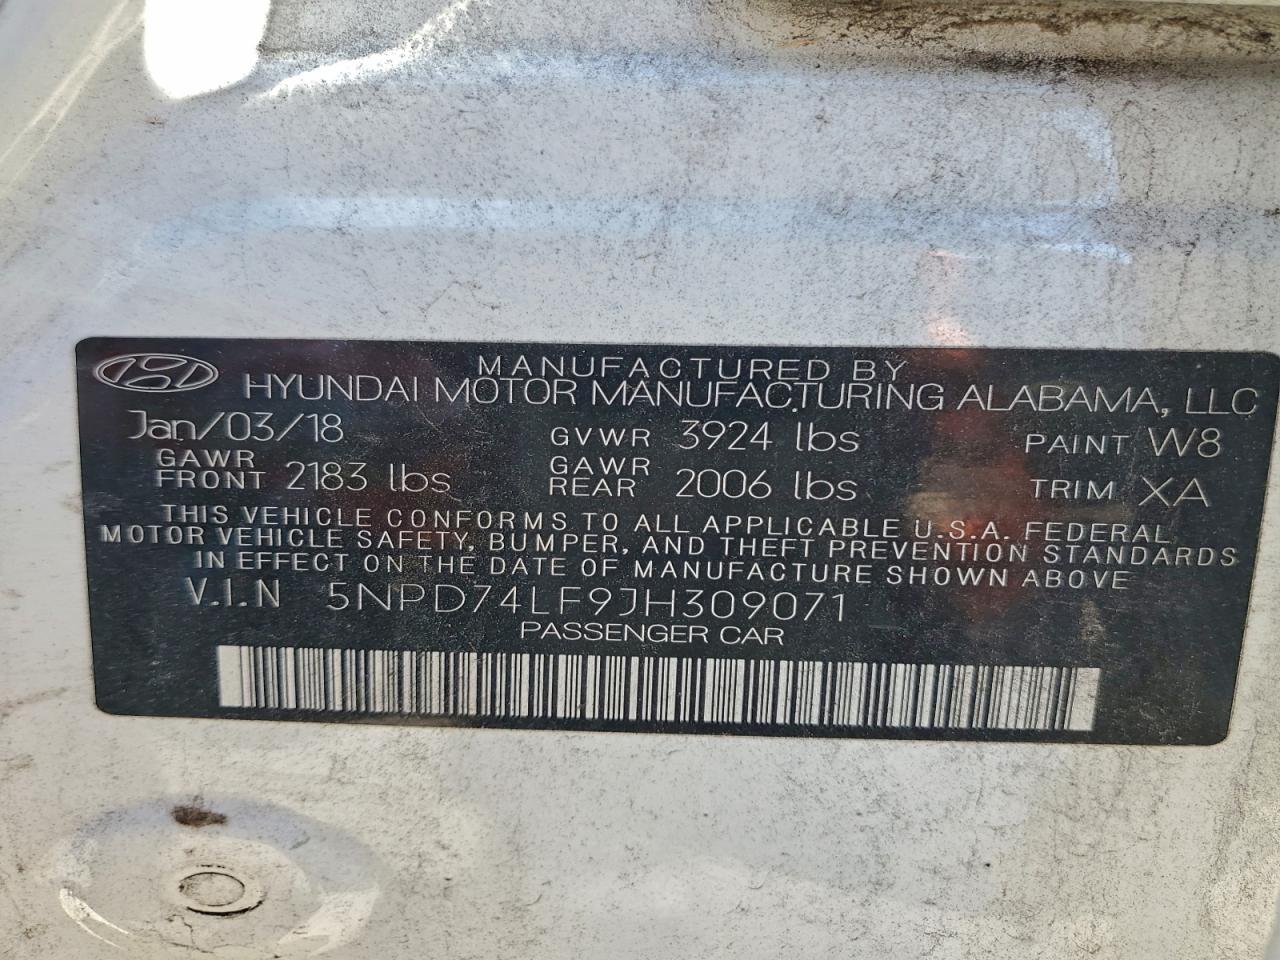 MANUFACTURED BY
HYUNDAI MOTOR MANUFACTURING ALABAMA, LLC
Jan/03/18 GVWR 3924 lbs PAINT W8
GAWR FRONT 2183 lbs GAWR REAR 2006 lbs TRIM XA
THIS VEHICLE CONFORMS TO ALL APPLICABLE U.S.A. FEDERAL
MOTOR VEHICLE SAFETY, BUMPER, AND THEFT PREVENTION STANDARDS
IN EFFECT ON THE DATE OF MANUFACTURE SHOWN ABOVE
V.I.N 5NPD74LF9JH309071
PASSENGER CAR